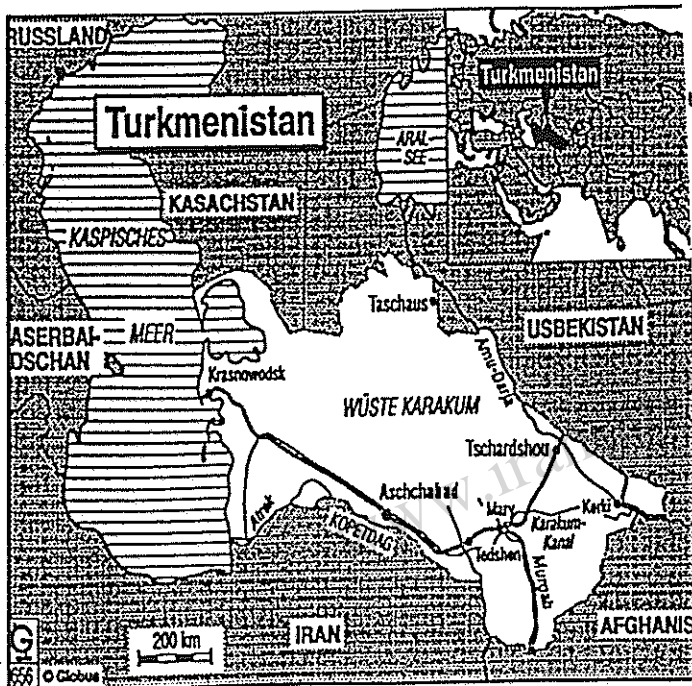 RUSSLAND
Turkmenistan
Turkmenistan
ARAL-
SEE
KASACHSTAN
KASPISCHES
MEER
ASERBAI-
DSCHAN
Taschaus
USBEKISTAN
Krasnowodsk
Amu-Darja
WÜSTE KARAKUM
Tschardshou
Aschchabad
Mary
Kerki
Karakum-
Kanal
Atrek
KOPETDAG
Tedshen
Murgab
200 km
IRAN
AFGHANIS
G
656
© Globus